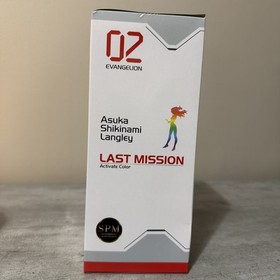 02
EVANGELION
Asuka
Shikinami
Langley
LAST MISSION
Activate Color
SPM